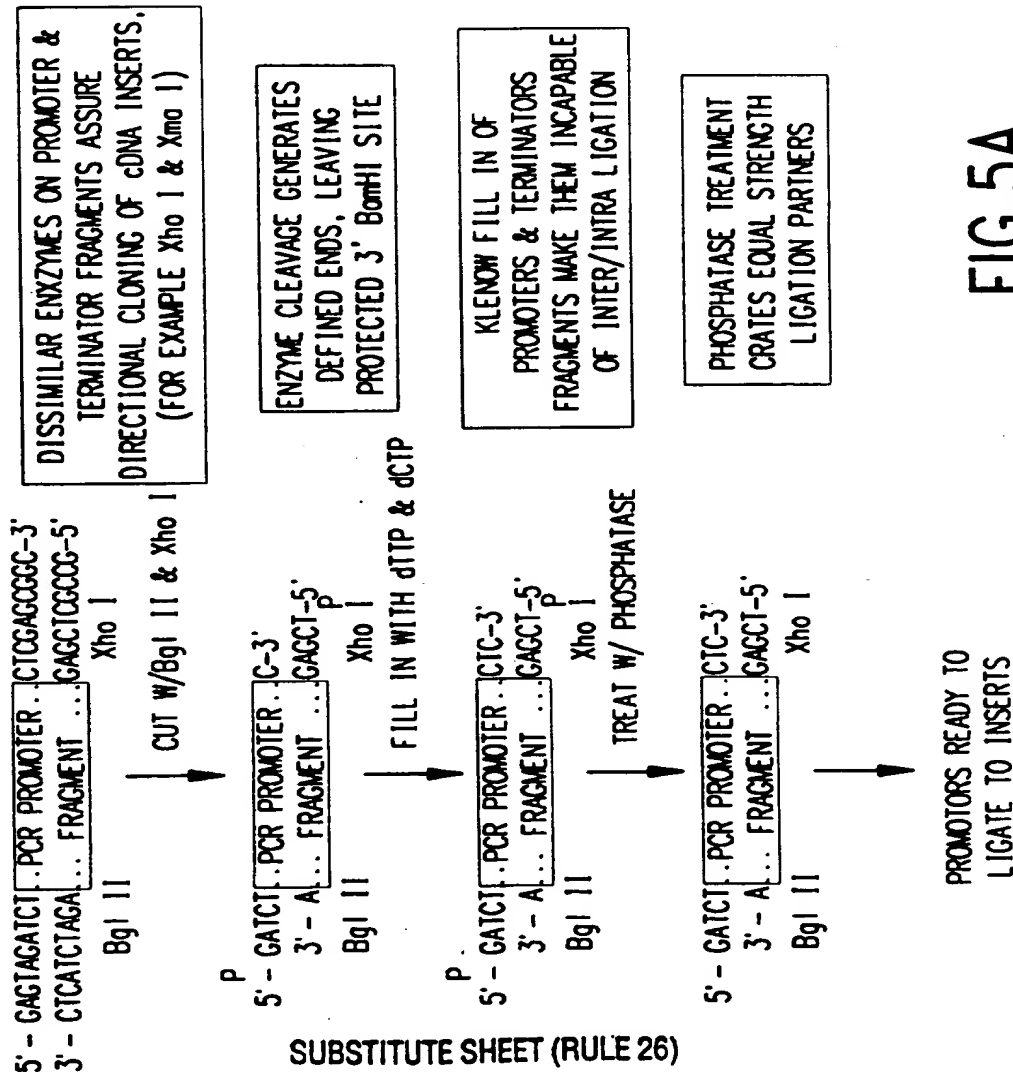 5' - GAGTAGATCT..PCR PROMOTER...CTCGAGCGGC-3'
3' - CTCATCTAGA... FRAGMENT ...GAGCTCGCCG-5'
Bgl II
Xho I
DISSIMILAR ENXZYMES ON PROMOTER &
TERMINATOR FRAGMENTS ASSURE
DIRECTIONAL CLONING OF cDNA INSERTS,
(FOR EXAMPLE Xho I & Xma I)
CUT W/Bgl II & Xho I
P
5' - GATCT..PCR PROMOTER...C-3'
3' - A... FRAGMENT ...GAGCT-5'
P
Bgl II
Xho I
ENZYME CLEAVAGE GENERATES
DEFINED ENDS, LEAVING
PROTECTED 3' BamHI SITE
FILL IN WITH dTTP & dCTP
P
5' - GATCT..PCR PROMOTER...CTC-3'
3' - A... FRAGMENT ...GAGCT-5'
P
Bgl II
Xho I
KLENOW FILL IN OF
PROMOTERS & TERMINATORS
FRAGMENTS MAKE THEM INCAPABLE
OF INTER/INTRA LIGATION
TREAT W/ PHOSPHATASE
5' - GATCT..PCR PROMOTER...CTC-3'
3' - A... FRAGMENT ...GAGCT-5'
Bgl II
Xho I
PHOSPHATASE TREATMENT
CRATES EQUAL STRENGTH
LIGATION PARTNERS
PROMOTORS READY TO
LIGATE TO INSERTS
FIG.5A
SUBSTITUTE SHEET (RULE 26)